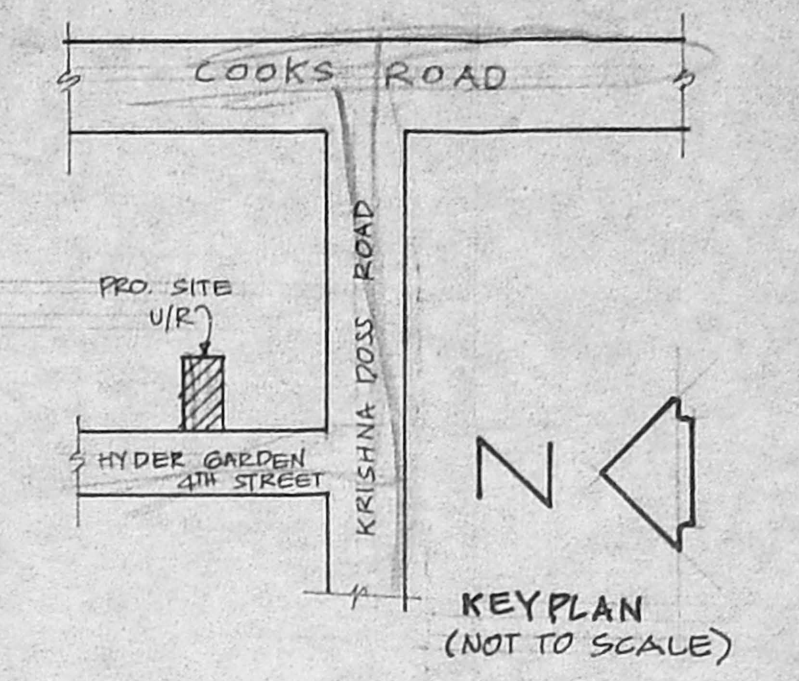 COOKS ROAD
KRISHNA DOSS ROAD
PRO. SITE
U/R
HYDER GARDEN
4TH STREET
N
KEYPLAN
(NOT TO SCALE)